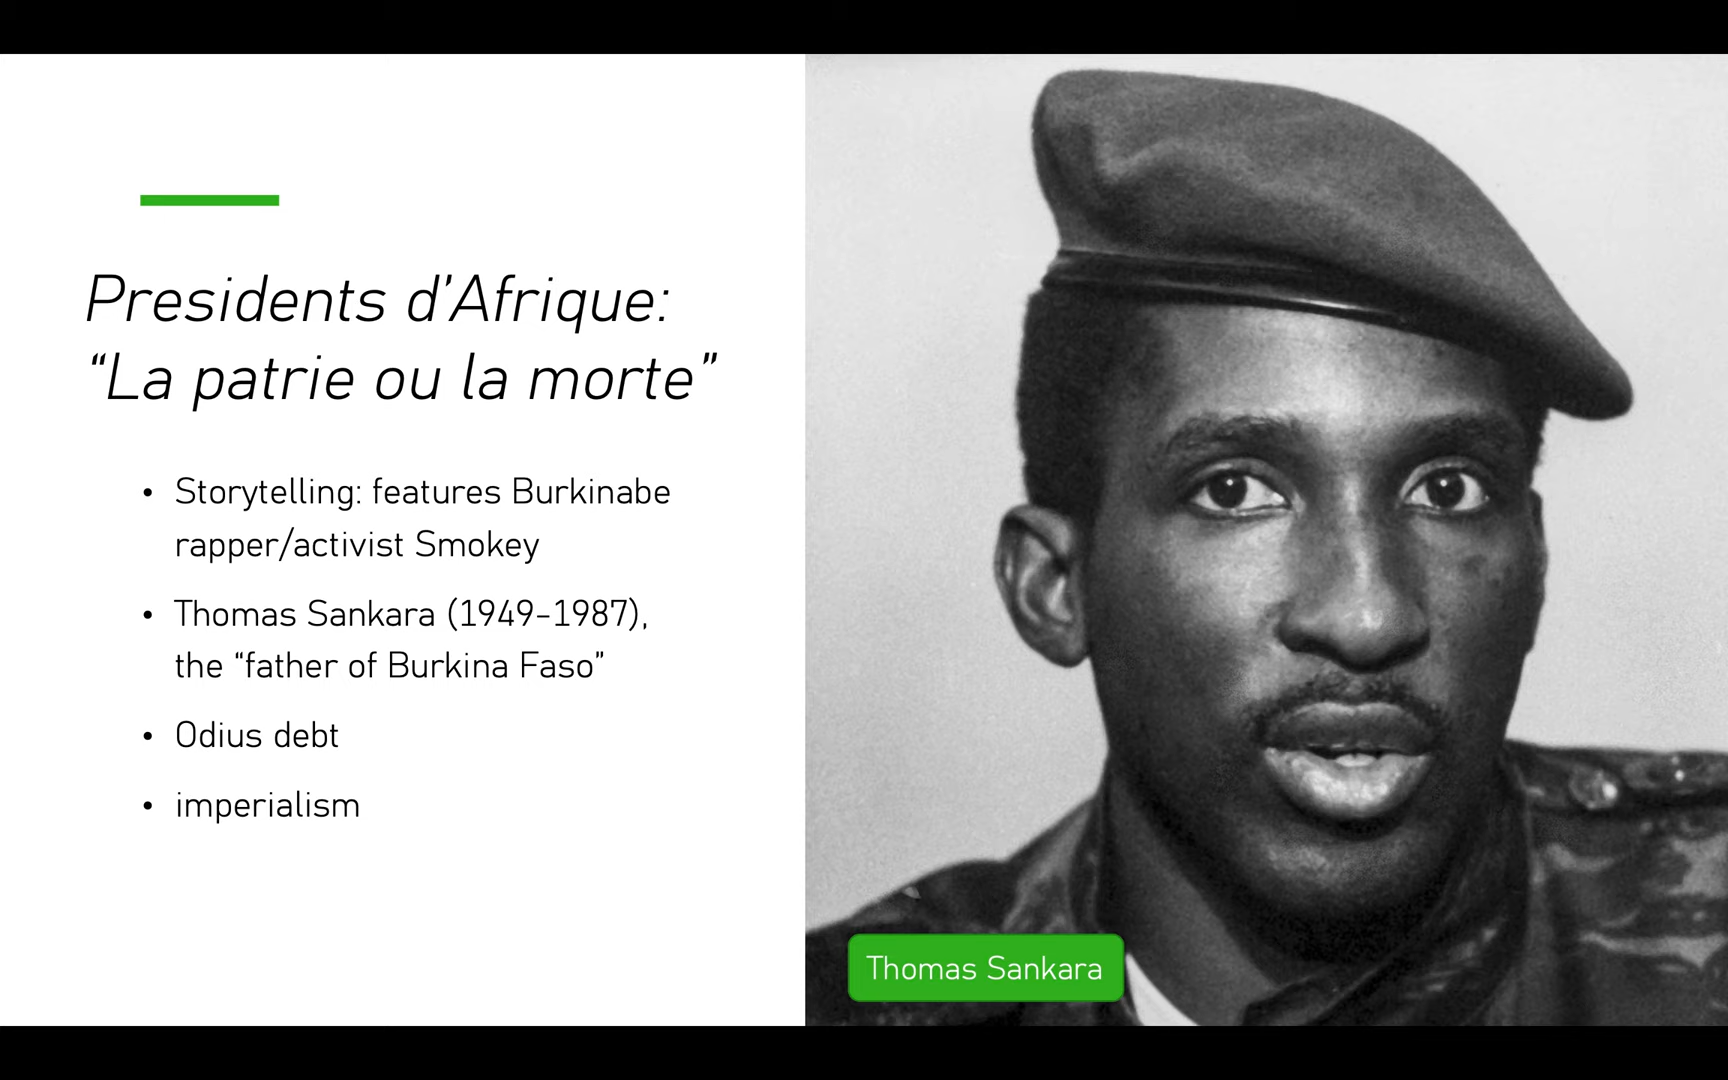 Presidents d'Afrique:
“La patrie ou la morte”
• Storytelling: features Burkinabe
rapper/activist Smokey
• Thomas Sankara (1949-1987),
the “father of Burkina Faso”
• Odius debt
• imperialism
Thomas Sankara